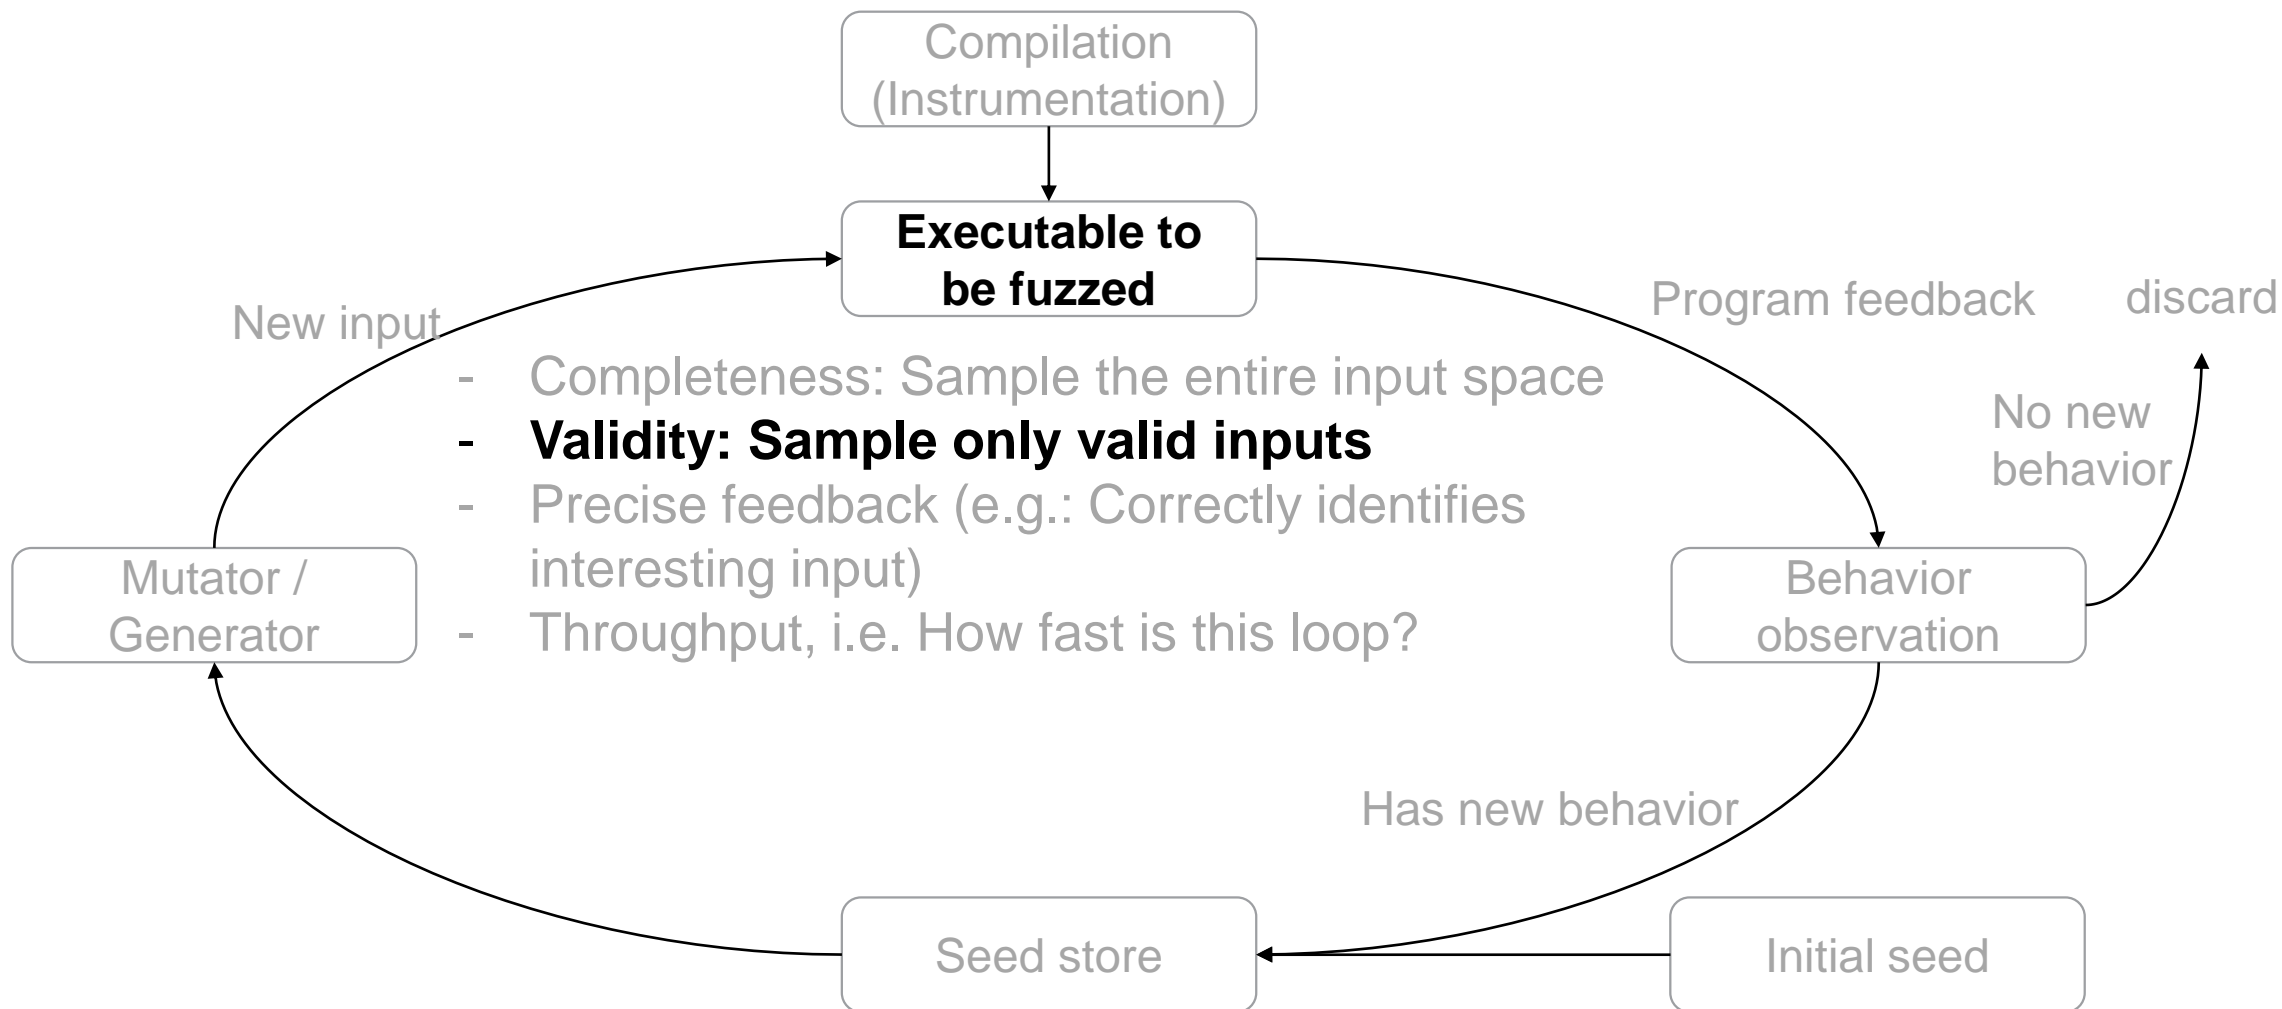 Compilation
(Instrumentation)
Executable to
be fuzzed
New input
Program feedback
discard
- Completeness: Sample the entire input space
- Validity: Sample only valid inputs
- Precise feedback (e.g.: Correctly identifies
interesting input)
- Throughput, i.e. How fast is this loop?
No new
behavior
Mutator /
Generator
Behavior
observation
Has new behavior
Seed store
Initial seed